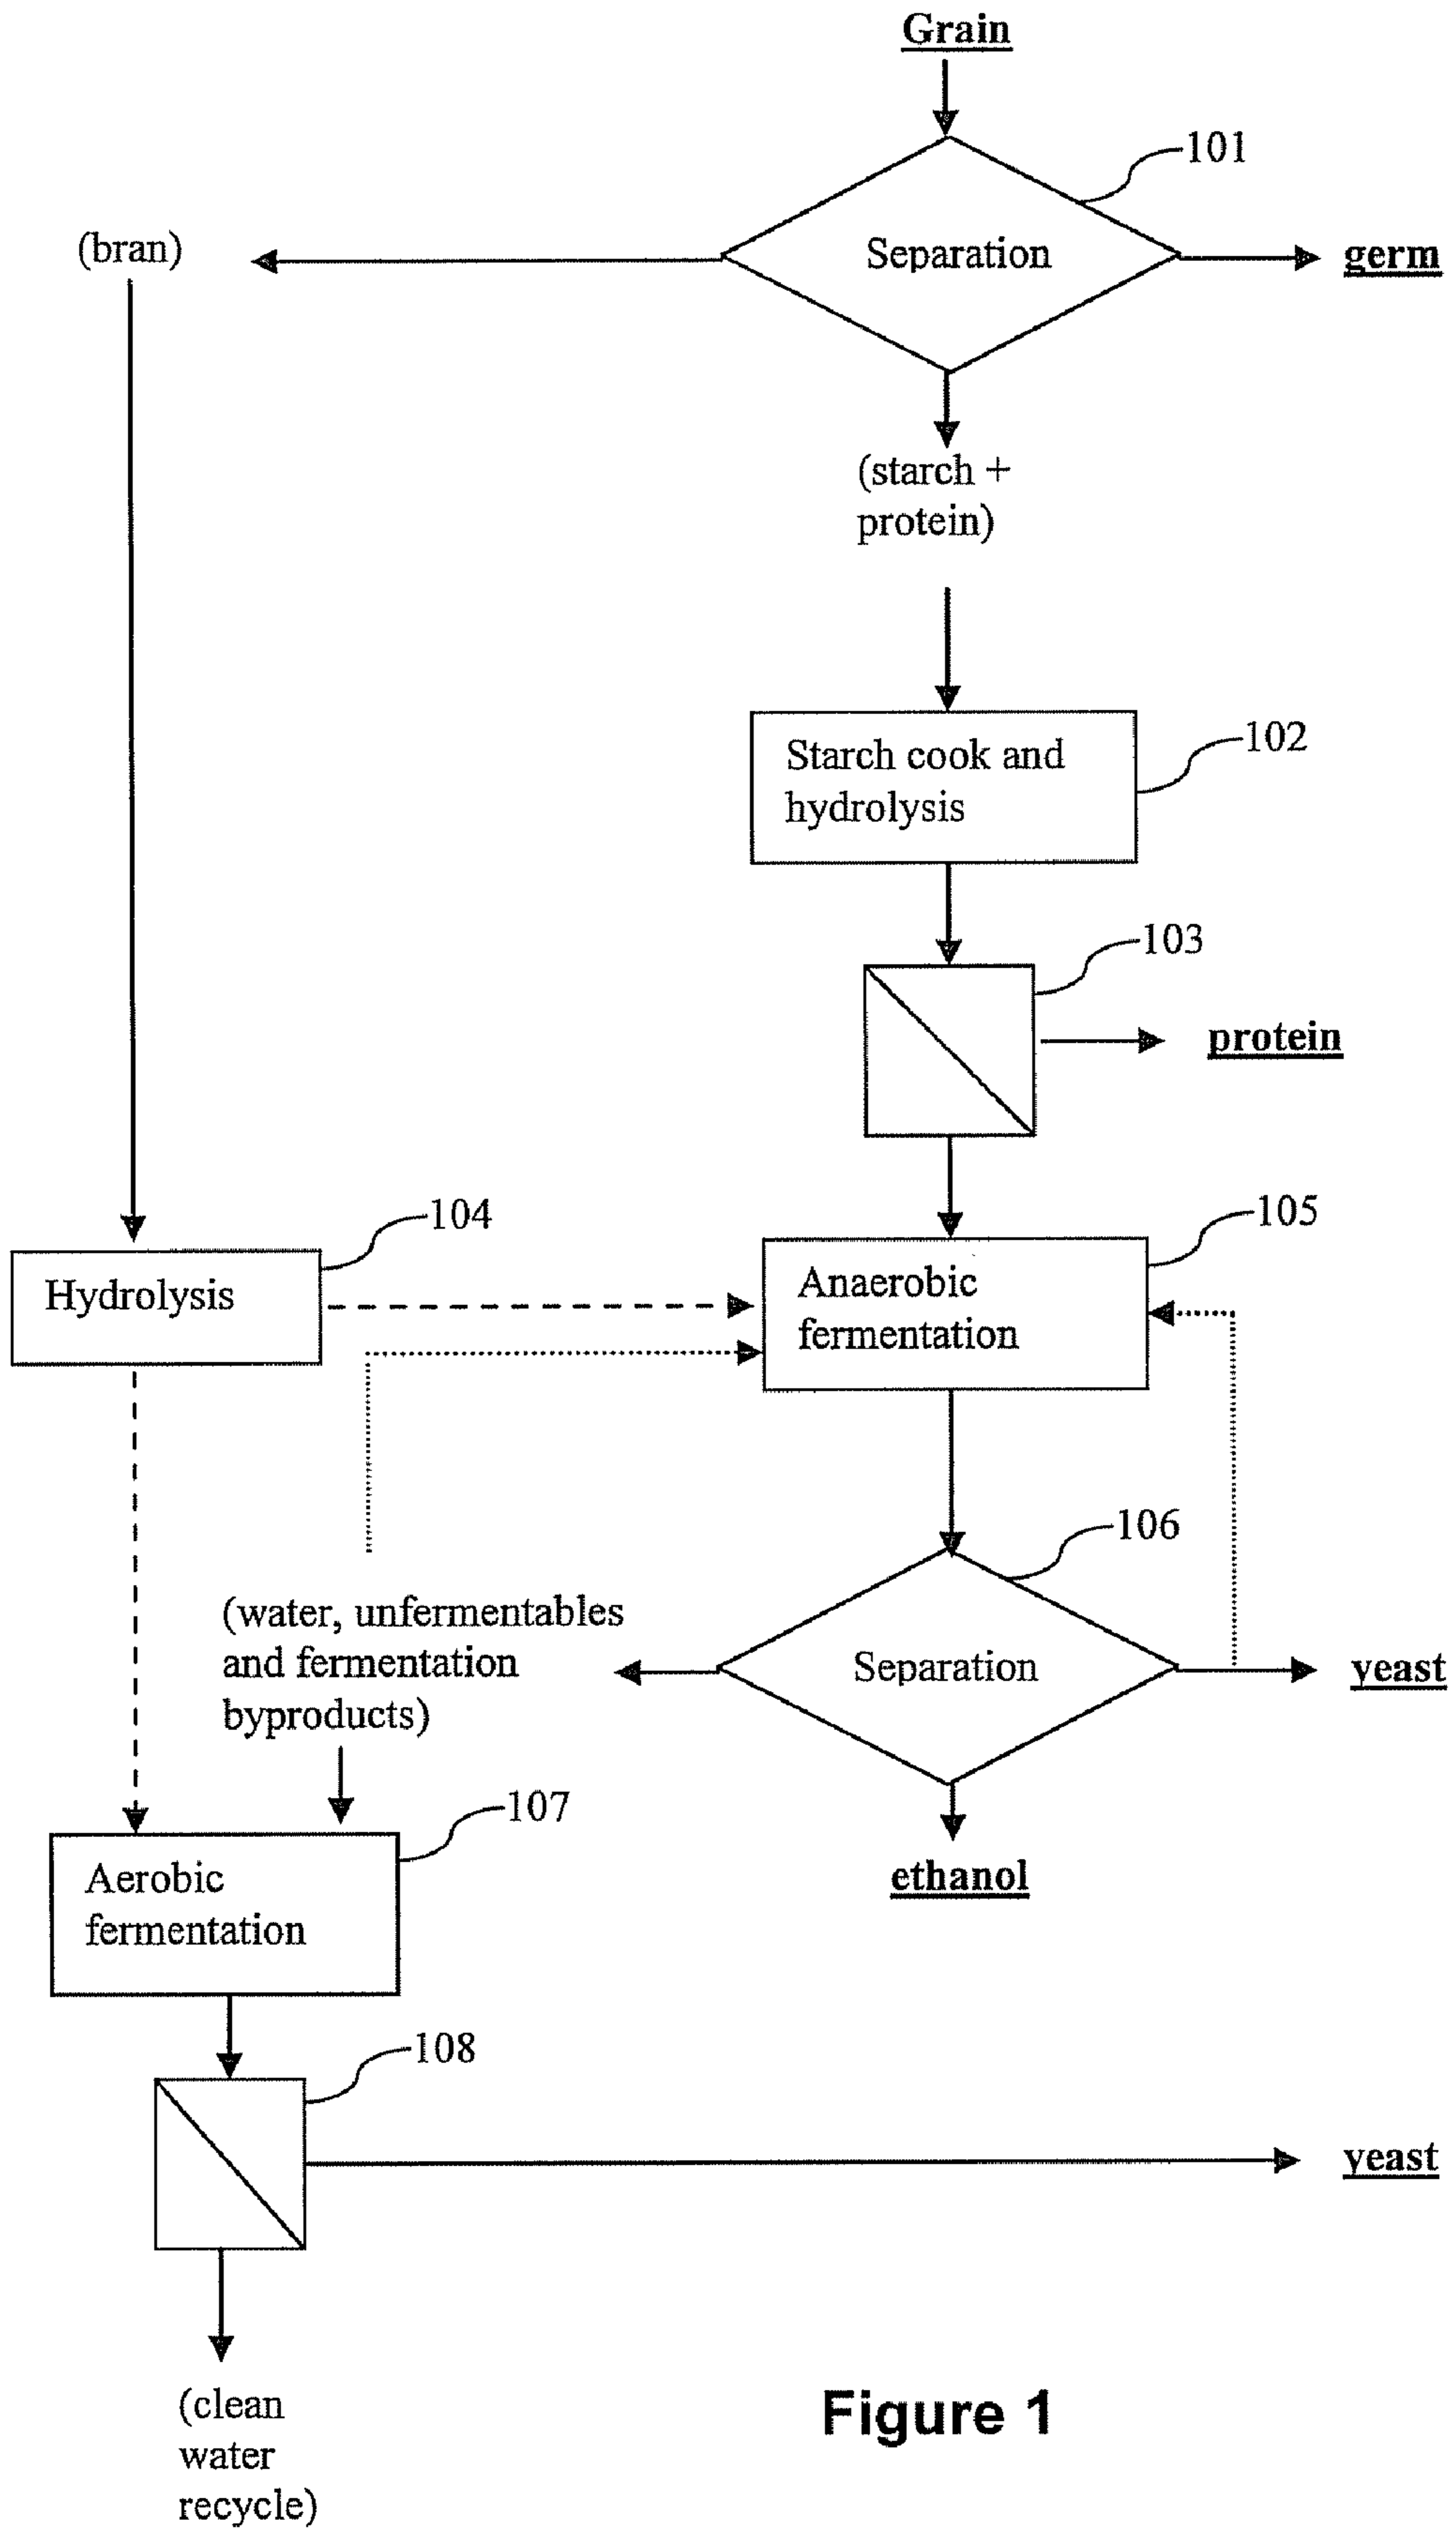 Grain
101
(bran)
Separation
germ
(starch +
protein)
Starch cook and
hydrolysis
102
103
protein
104
105
Hydrolysis
Anaerobic
fermentation
106
(water, unfermentables
and fermentation
byproducts)
Separation
yeast
107
ethanol
Aerobic
fermentation
108
yeast
(clean
water
recycle)
Figure 1